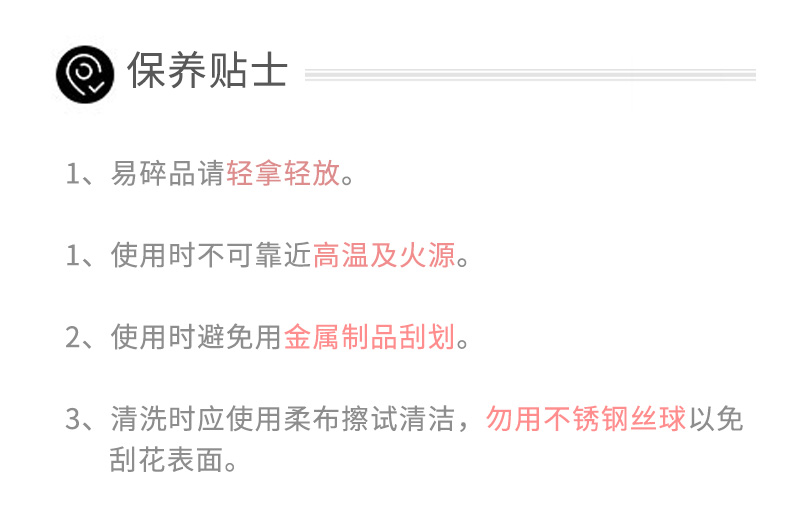 保养贴士
1、易碎品请轻拿轻放。
1、使用时不可靠近高温及火源。
2、使用时避免用金属制品刮划。
3、清洗时应使用柔布擦试清洁，勿用不锈钢丝球以免
刮花表面。